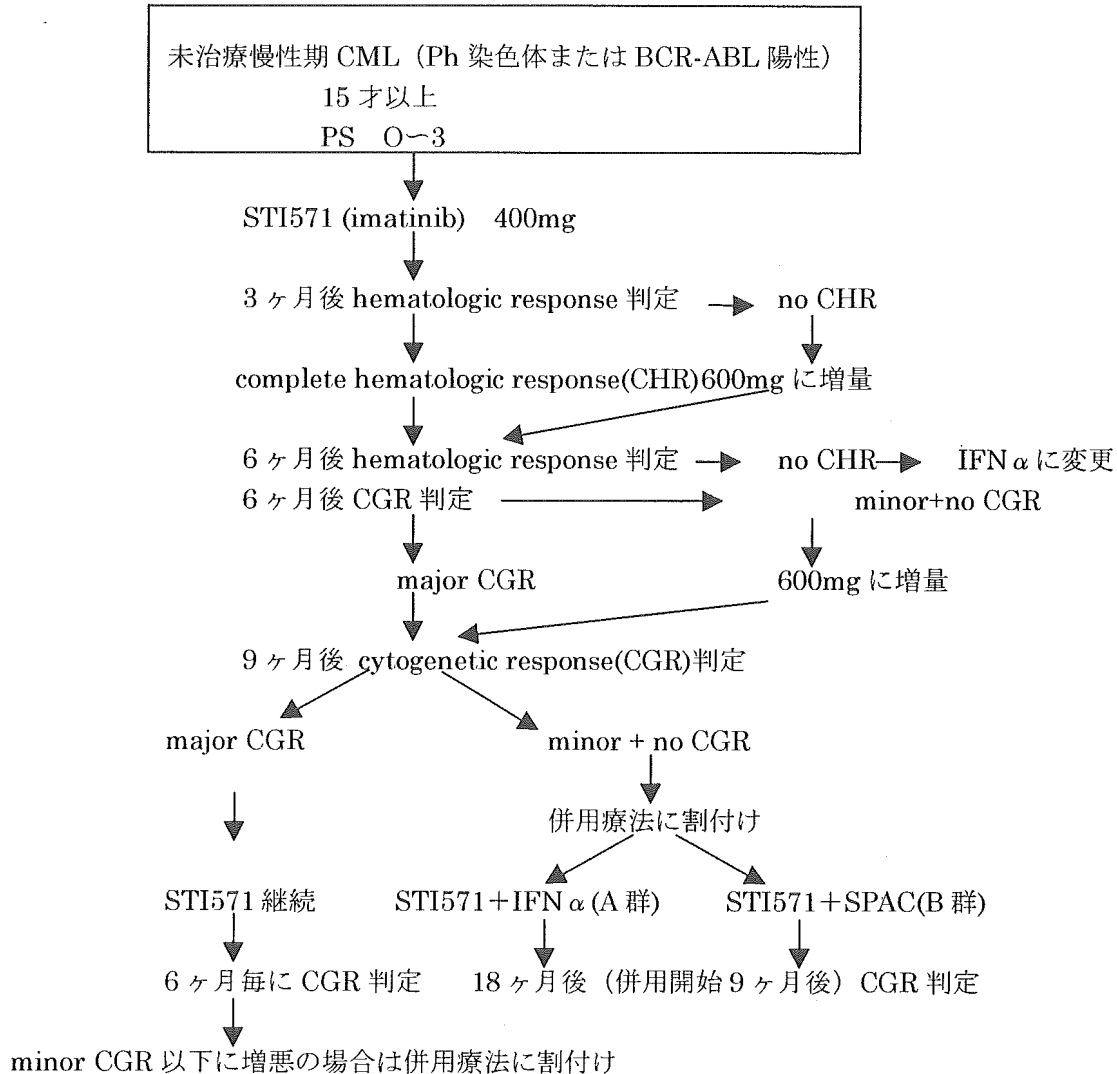 未治療慢性期 CML（Ph 染色体または BCR-ABL 陽性）
15 才以上
PS O〜3
STI571 (imatinib) 400mg
3 ヶ月後 hematologic response 判定 no CHR
complete hematologic response(CHR)600mg に増量
6 ヶ月後 hematologic response 判定 no CHR IFN α に変更
6 ヶ月後 CGR 判定 minor+no CGR
major CGR 600mg に増量
9 ヶ月後 cytogenetic response(CGR)判定
major CGR minor + no CGR
併用療法に割付け
STI571 継続 STI571＋IFN α (A 群) STI571＋SPAC(B 群)
6 ヶ月毎に CGR 判定 18 ヶ月後（併用開始 9 ヶ月後）CGR 判定
minor CGR 以下に増悪の場合は併用療法に割付け